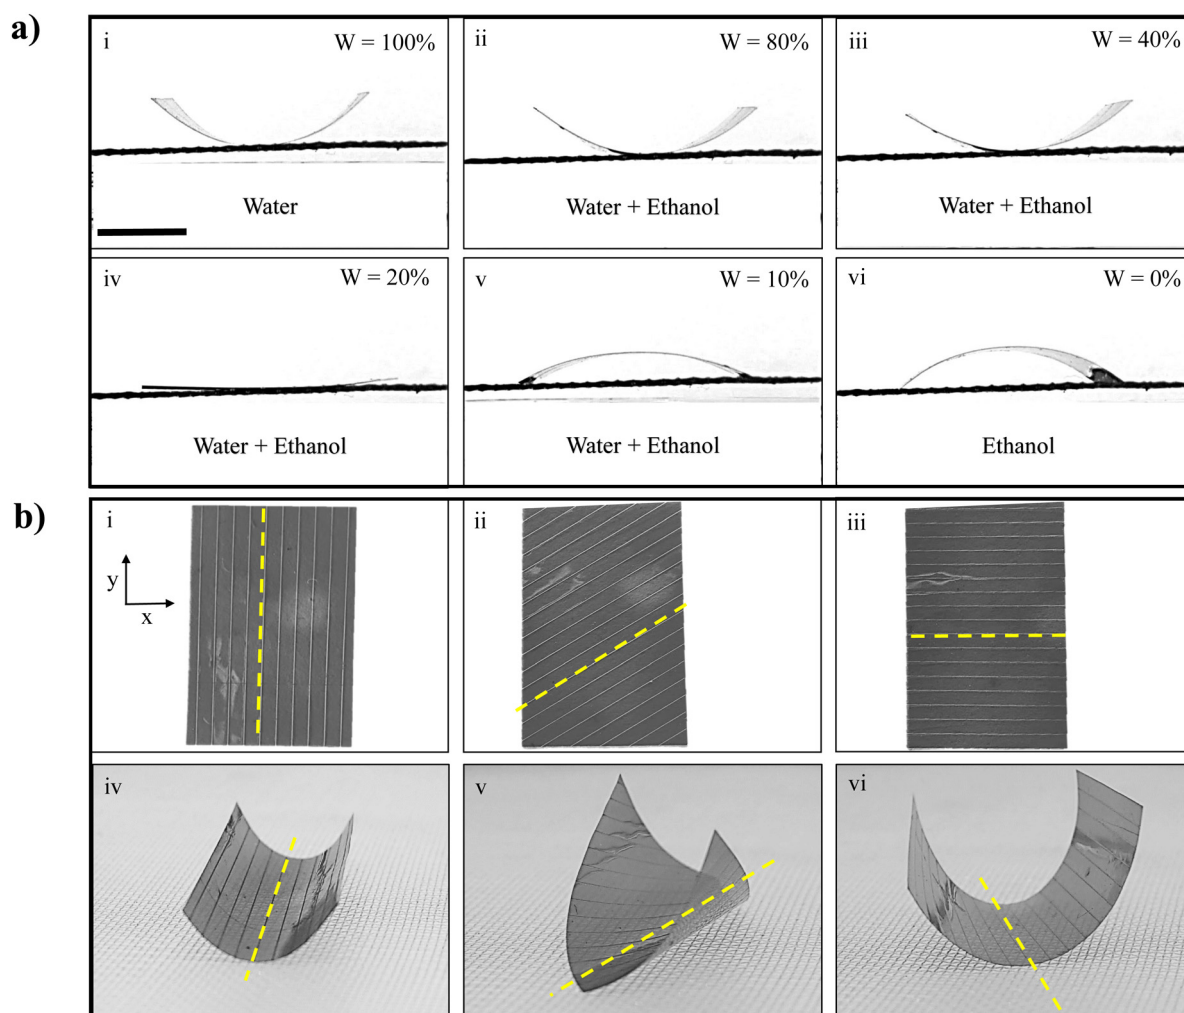 a)
i
W = 100%
Water
ii
W = 80%
Water + Ethanol
iii
W = 40%
Water + Ethanol
iv
W = 20%
Water + Ethanol
v
W = 10%
Water + Ethanol
vi
W = 0%
Ethanol
b)
i
y
x
ii
iii
iv
v
vi